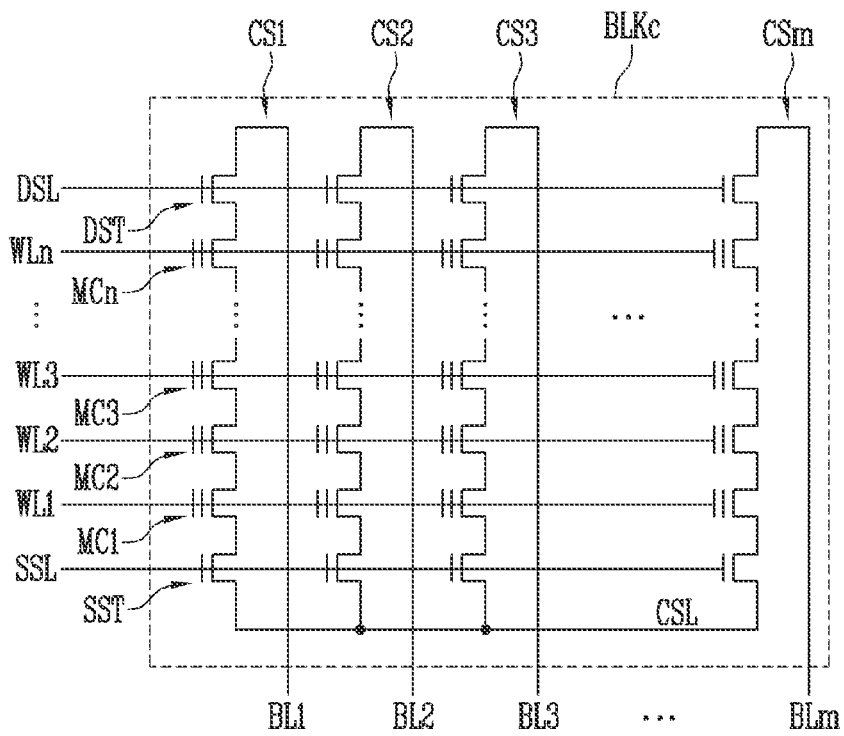 CS1 CS2 CS3 BLKc CSm
DSL
DST
WLn
MCn
⋮ ⋮ ⋮ ⋮ ... ⋮
WL3
MC3
WL2
MC2
WL1
MC1
SSL
SST
CSL
BL1 BL2 BL3 ... BLm